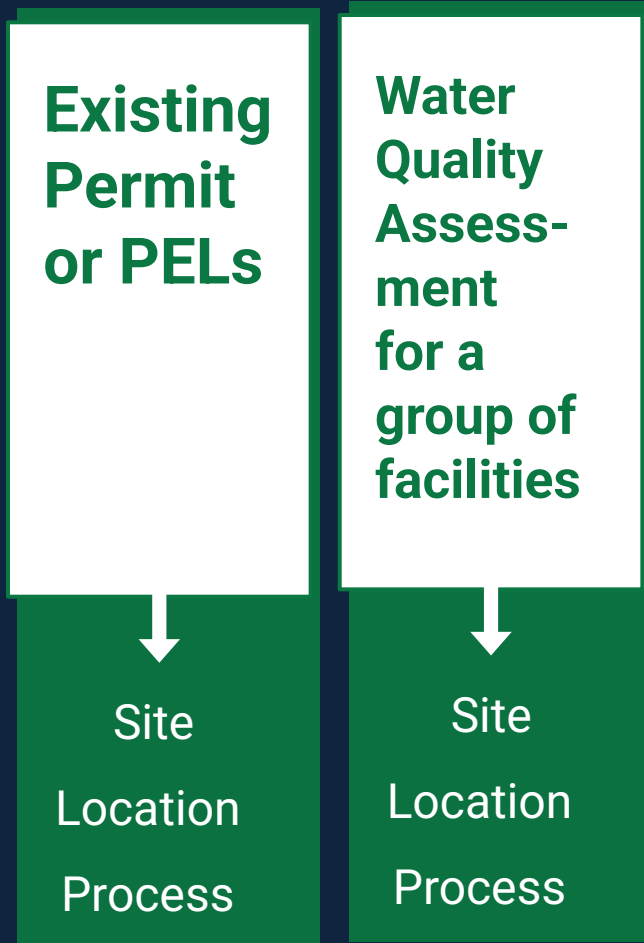 Existing
Permit
or PELs
Site
Location
Process
Water
Quality
Assess-
ment
for a
group of
facilities
Site
Location
Process